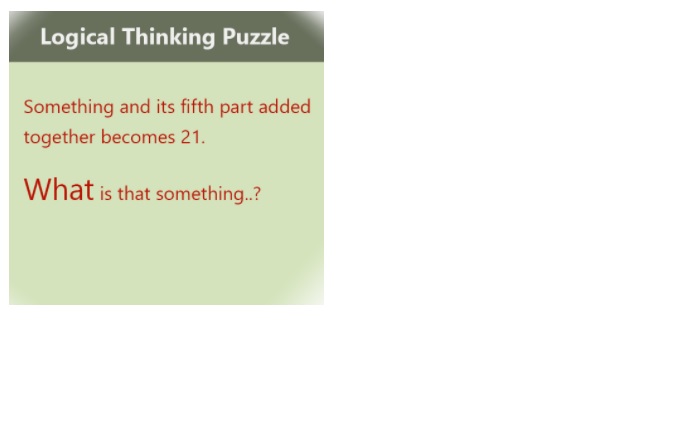 Logical Thinking Puzzle
Something and its fifth part added
together becomes 21.
What is that something..?